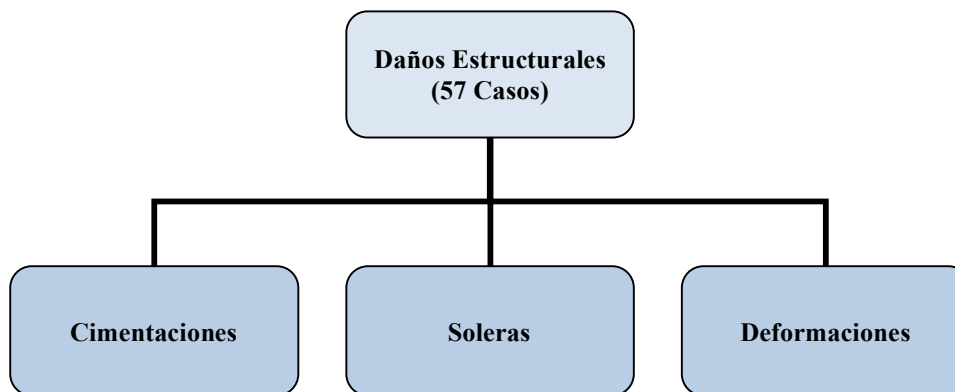 Daños Estructurales
(57 Casos)
Cimentaciones
Soleras
Deformaciones